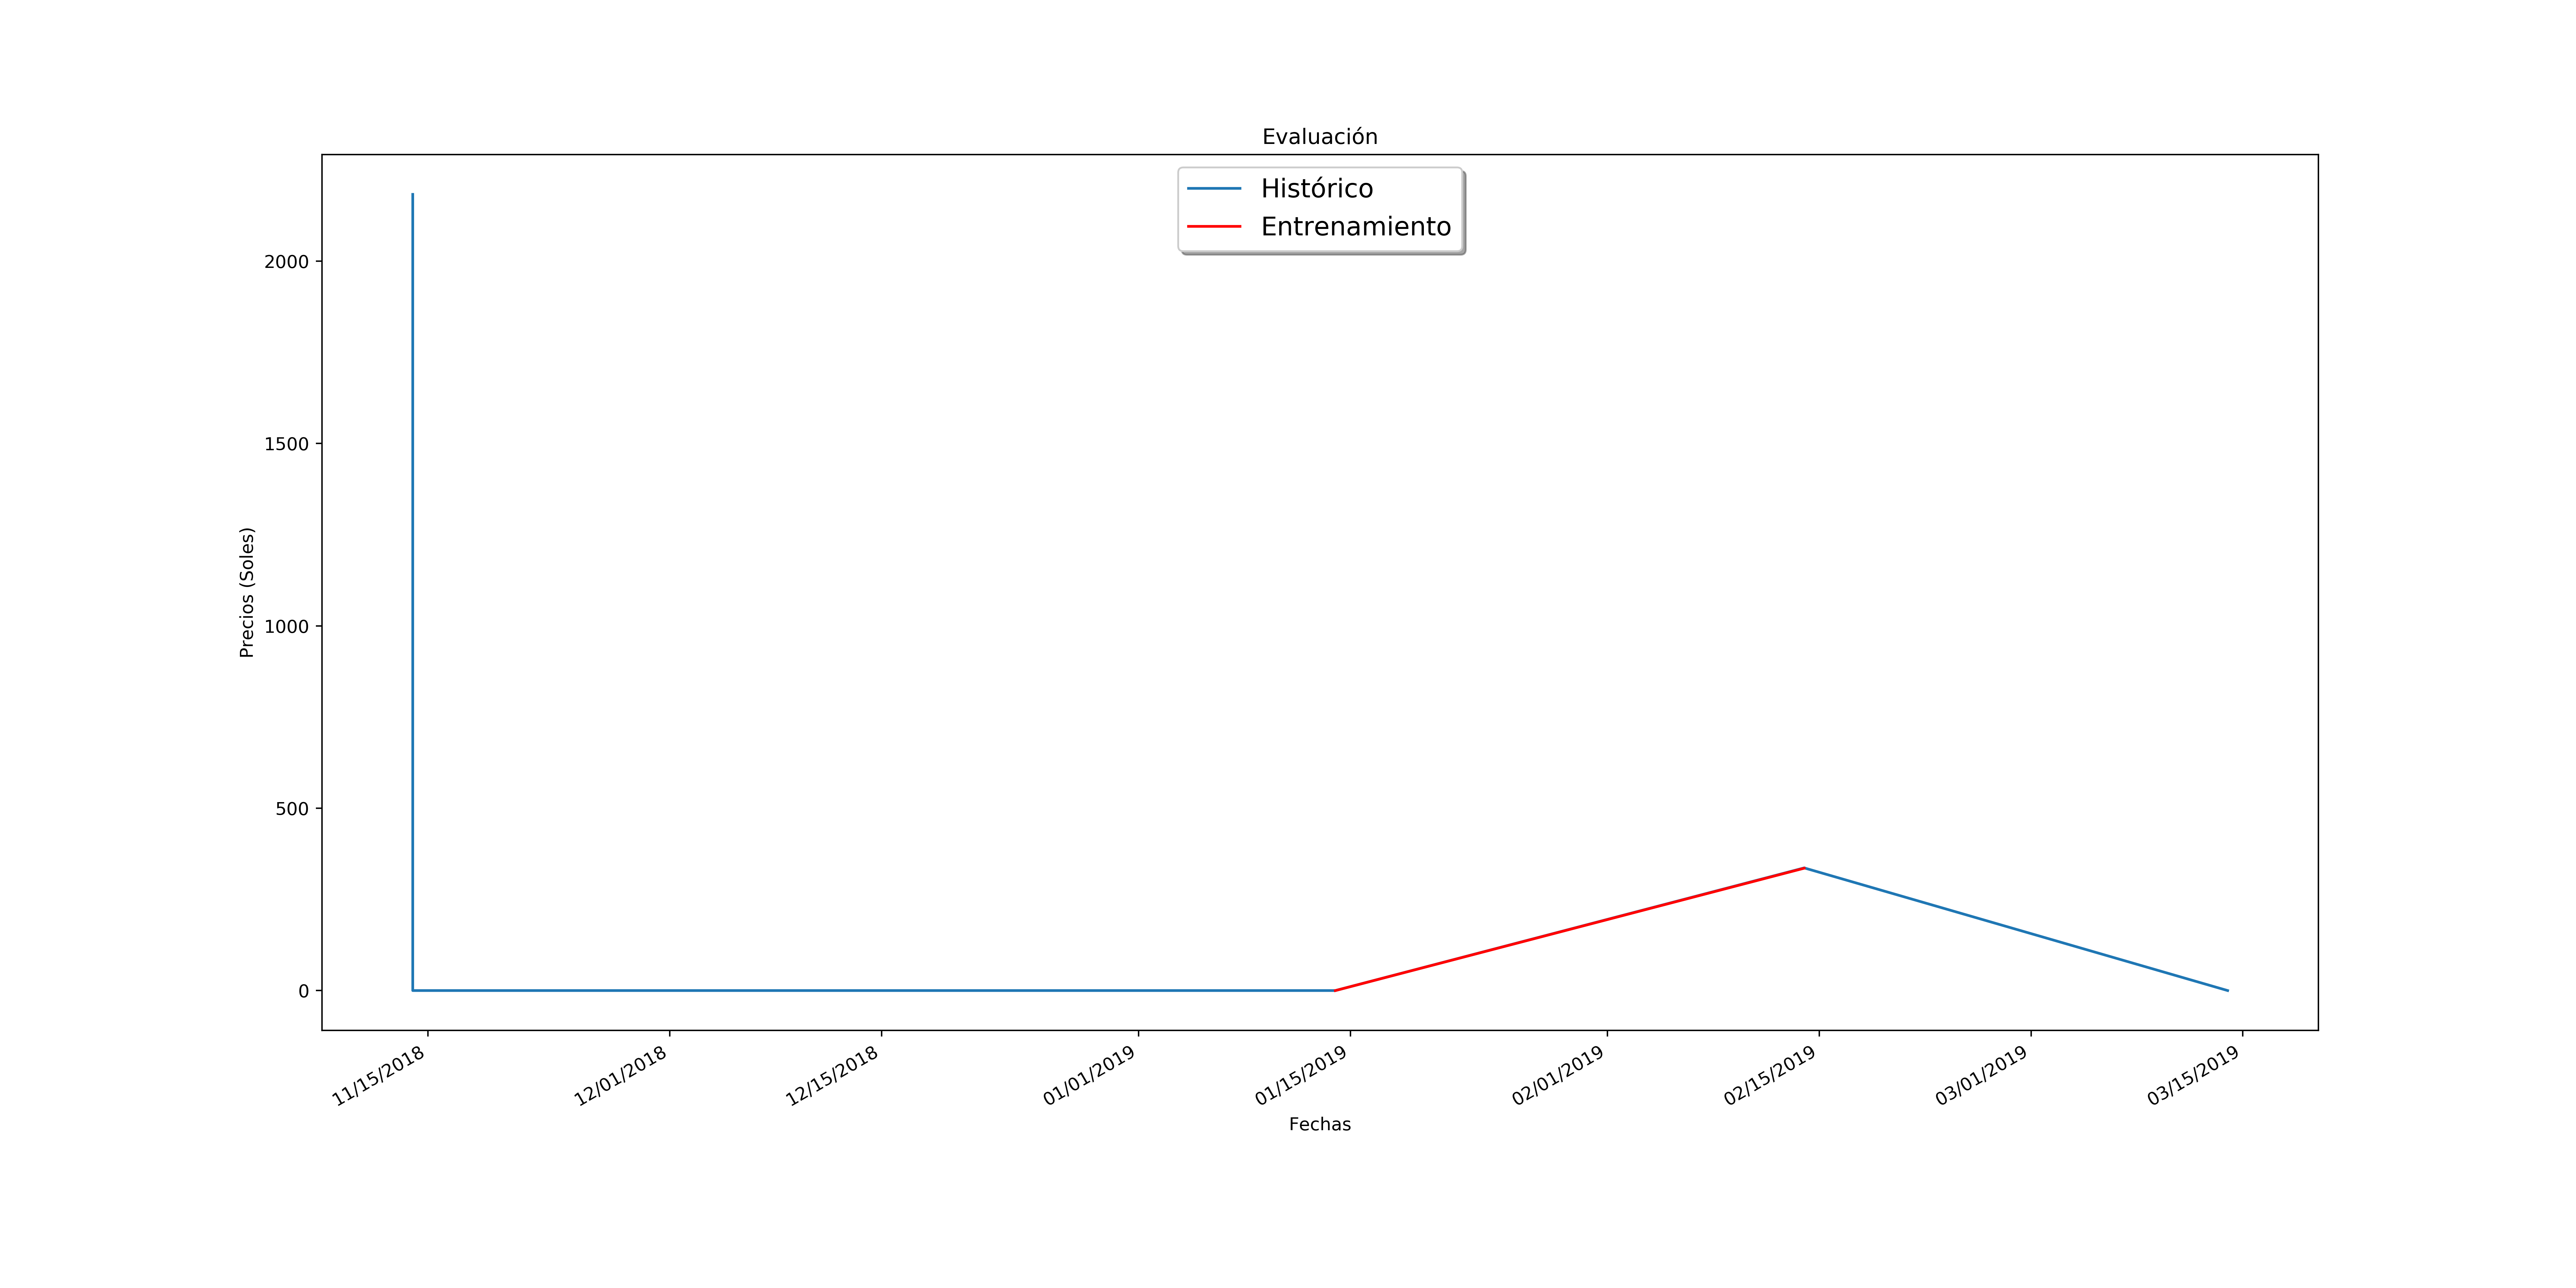 Evaluación
Histórico
Entrenamiento
Precios (Soles)
2000
1500
1000
500
0
11/15/2018
12/01/2018
12/15/2018
01/01/2019
01/15/2019
02/01/2019
02/15/2019
03/01/2019
03/15/2019
Fechas